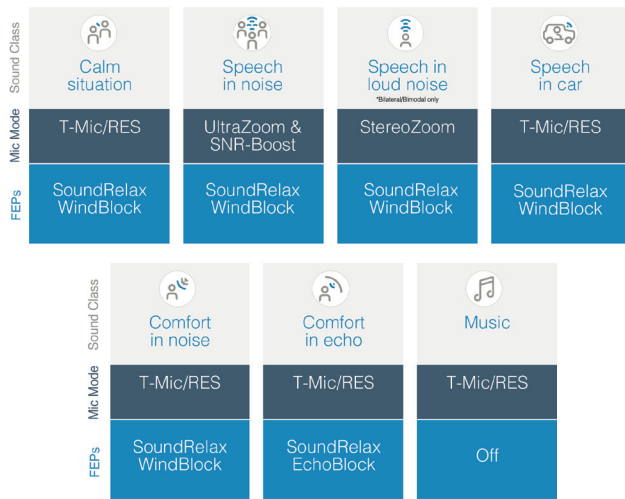 Sound Class
Calm
situation
Speech
in noise
Speech in
loud noise
*Bilateral/Bimodal only
Speech
in car
Mic Mode
T-Mic/RES
UltraZoom &
SNR-Boost
StereoZoom
T-Mic/RES
FEPs
SoundRelax
WindBlock
SoundRelax
WindBlock
SoundRelax
WindBlock
SoundRelax
WindBlock
Sound Class
Comfort
in noise
Comfort
in echo
Music
Mic Mode
T-Mic/RES
T-Mic/RES
T-Mic/RES
FEPs
SoundRelax
WindBlock
SoundRelax
EchoBlock
Off